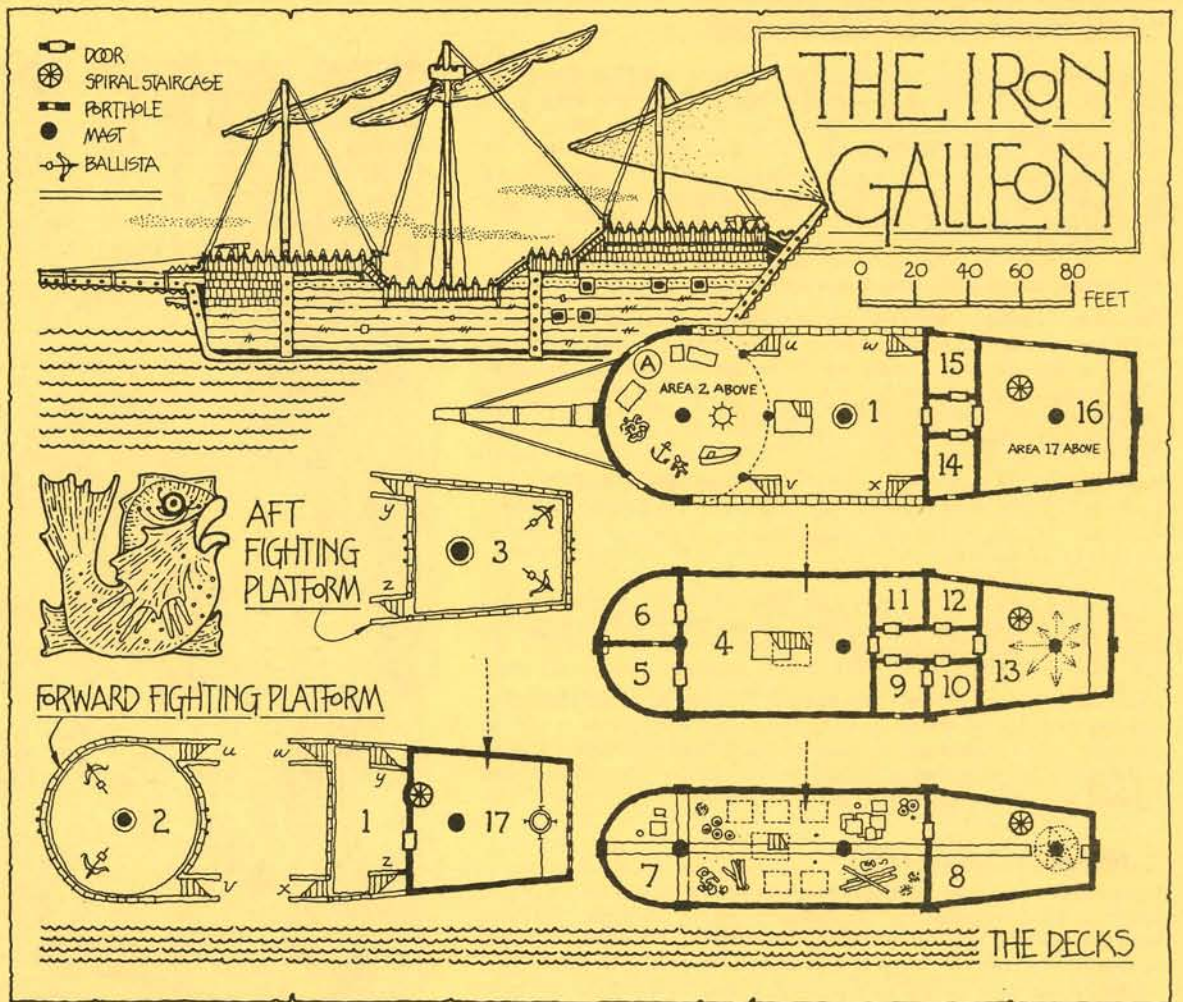 DOOR
SPIRAL STAIRCASE
PORTHOLE
MAST
BALLISTA
THE IRON
GALLEON
0 20 40 60 80
FEET
A
AREA 2 ABOVE
u
w
1
v
x
15
14
16
AREA 17 ABOVE
AFT
FIGHTING
PLATFORM
y
3
z
6
5
4
11
12
9
10
13
FORWARD FIGHTING PLATFORM
u
2
v
w
y
1
z
x
17
7
8
THE DECKS